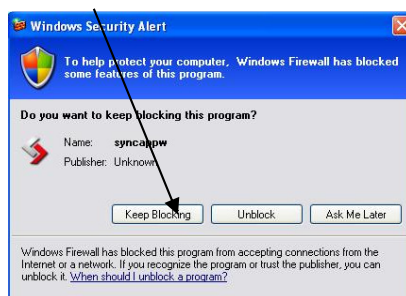 Windows Security Alert
To help protect your computer, Windows Firewall has blocked
some features of this program.
Do you want to keep blocking this program?
Name: syncappw
Publisher: Unknown
Keep Blocking Unblock Ask Me Later
Windows Firewall has blocked this program from accepting connections from the
Internet or a network. If you recognize the program or trust the publisher, you can
unblock it. When should I unblock a program?